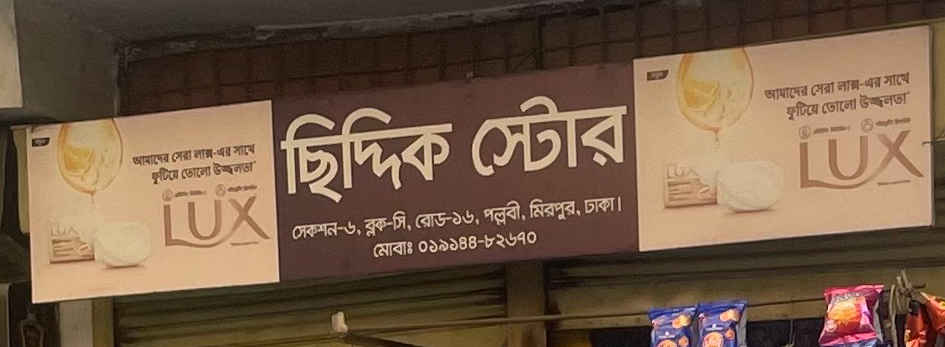 আমাদের সেরা লাক্স-এর সাথে
ফুটিয়ে তোলো উজ্জ্বলতা
LUX
ছিদ্দিক স্টোর
সেকশন-৬, ব্লক-সি, রোড-১৬, পল্লবী, মিরপুর, ঢাকা।
মোবাঃ ০১৯১৪৪-৮২৬৭০
আমাদের সেরা লাক্স-এর সাথে
ফুটিয়ে তোলো উজ্জ্বলতা
LUX